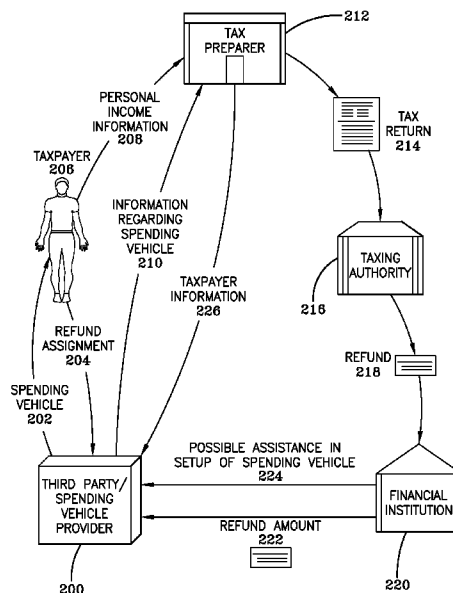 212
TAX
PREPARER
PERSONAL
INCOME
INFORMATION
208
TAX
RETURN
214
TAXPAYER
206
INFORMATION
REGARDING
SPENDING
VEHICLE
210
TAXING
AUTHORITY
216
TAXPAYER
INFORMATION
226
REFUND
ASSIGNMENT
204
REFUND
218
SPENDING
VEHICLE
202
POSSIBLE ASSISTANCE IN
SETUP OF SPENDING VEHICLE
224
THIRD PARTY/
SPENDING
VEHICLE
PROVIDER
FINANCIAL
INSTITUTION
REFUND AMOUNT
222
200
220